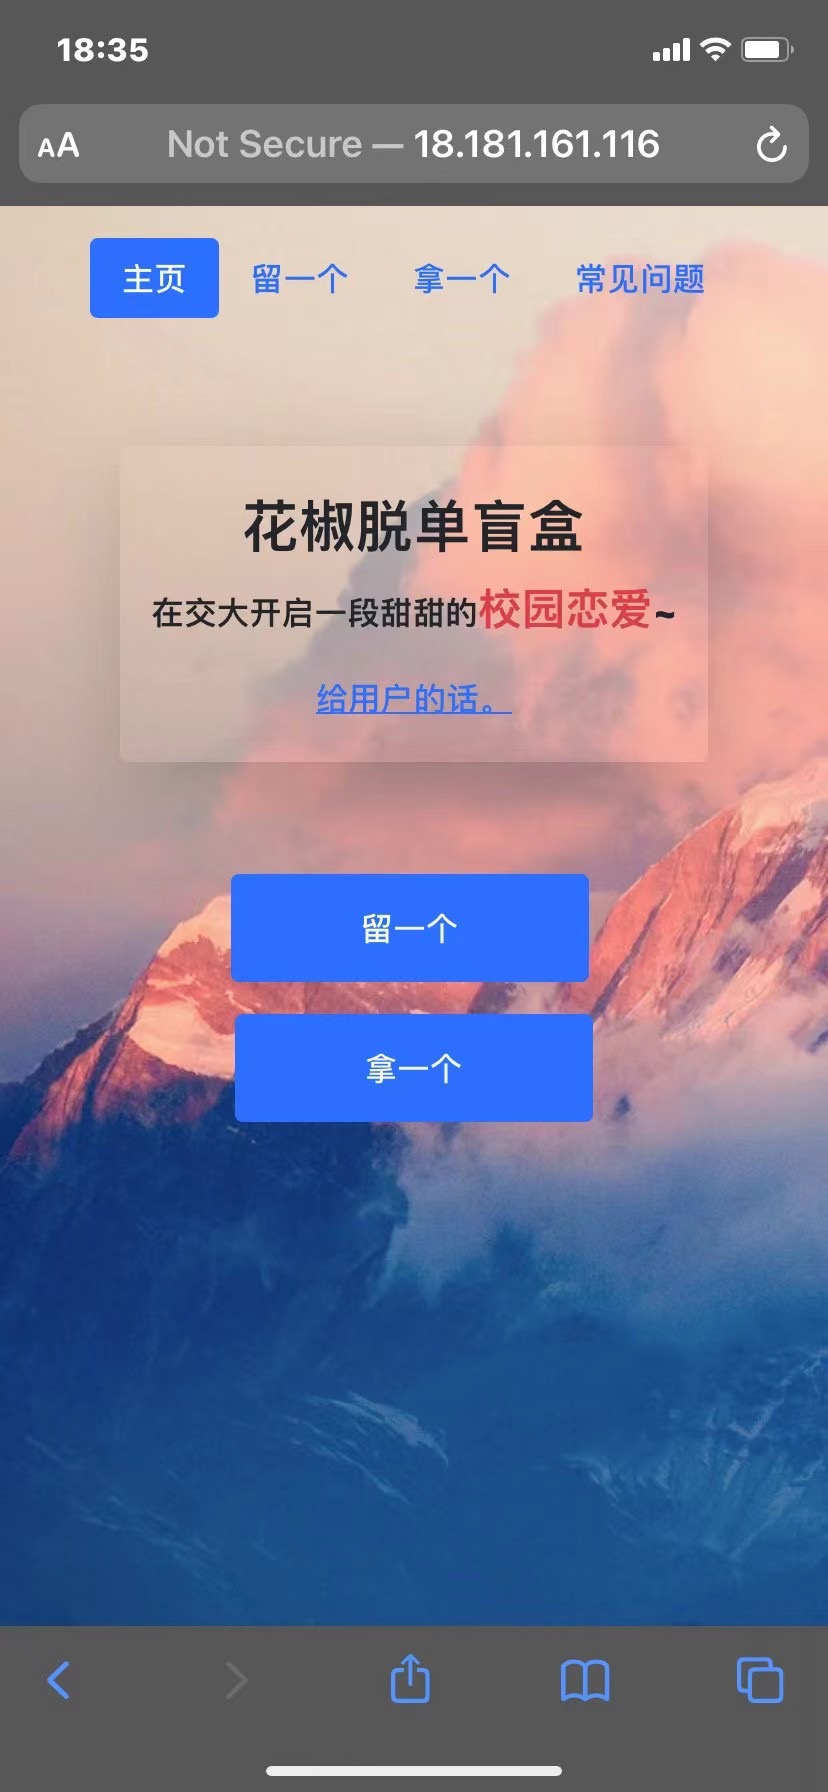 18:35
AA Not Secure — 18.181.161.116
主页 留一个 拿一个 常见问题
花椒脱单盲盒
在交大开启一段甜甜的校园恋爱~
给用户的话。
留一个
拿一个